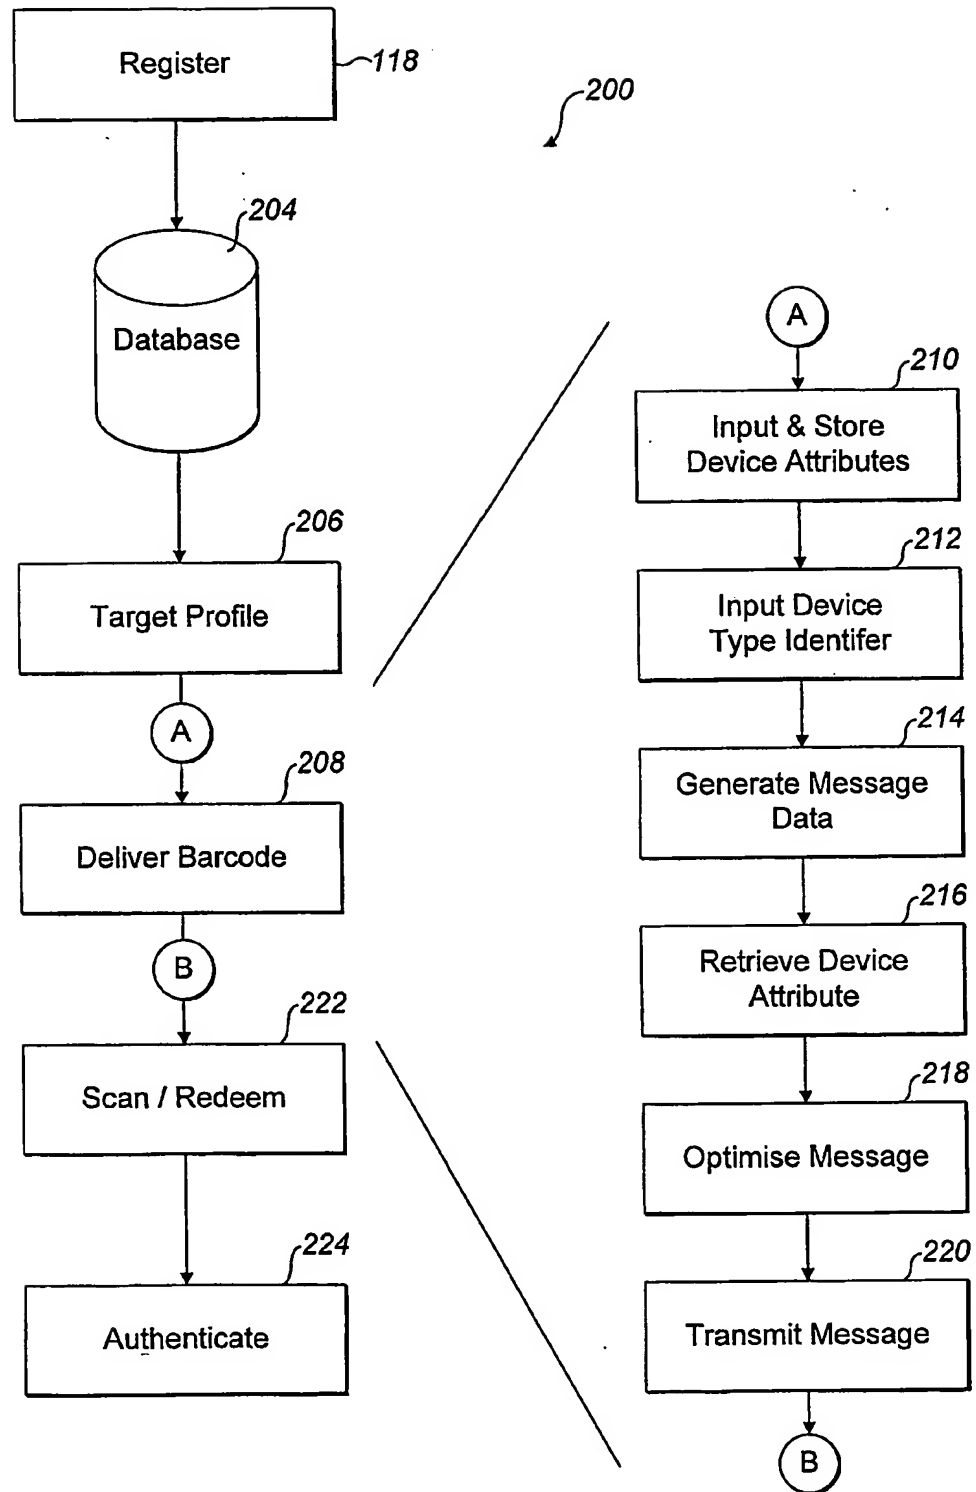 Register
118
200
204
Database
206
Target Profile
A
208
Deliver Barcode
B
222
Scan / Redeem
224
Authenticate
A
210
Input & Store
Device Attributes
212
Input Device
Type Identifer
214
Generate Message
Data
216
Retrieve Device
Attribute
218
Optimise Message
220
Transmit Message
B